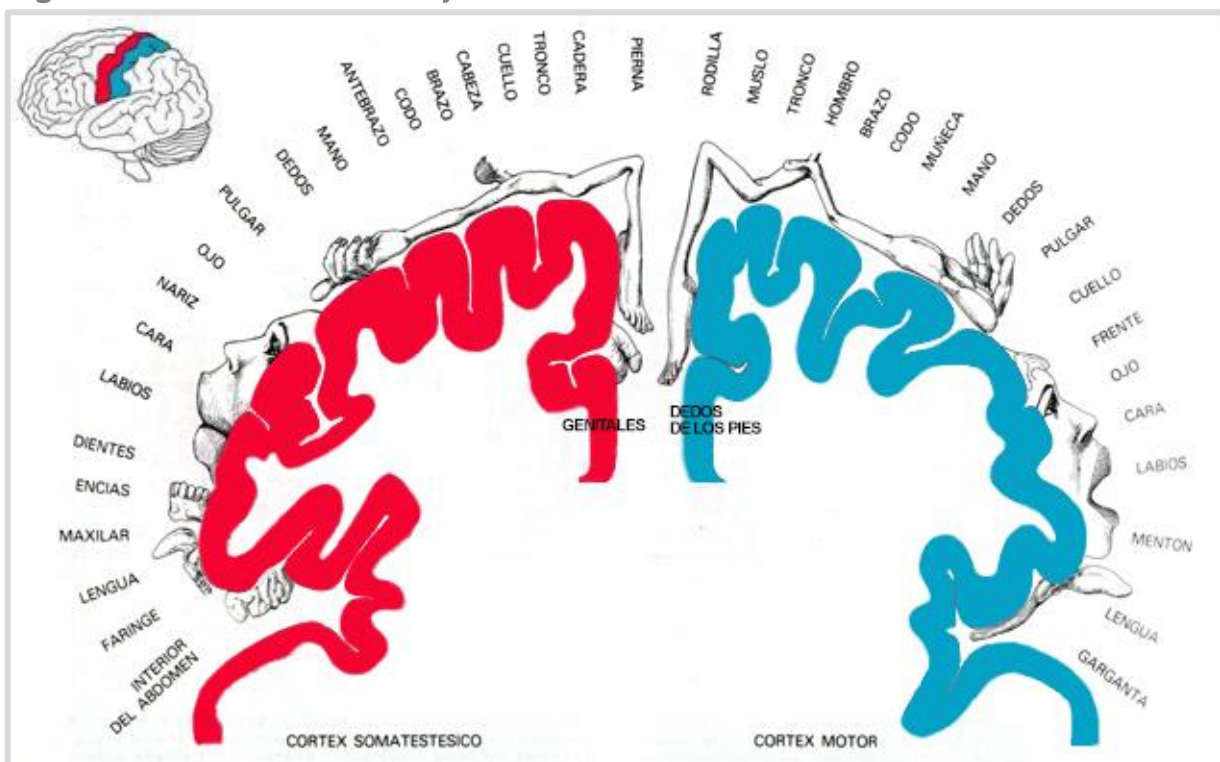 INTERIOR
DEL ABDOMEN
FARINGE
LENGUA
MAXILAR
ENCIAS
DIENTES
LABIOS
CARA
NARIZ
OJO
PULGAR
DEDOS
MANO
ANTEBRAZO
CODO
BRAZO
CABEZA
CUELLO
TRONCO
CADERA
PIERNA
GENITALES
RODILLA
MUSLO
TRONCO
HOMBRO
BRAZO
CODO
MUÑECA
MANO
DEDOS
PULGAR
CUELLO
FRENTE
OJO
CARA
LABIOS
MENTON
LENGUA
GARGANTA
DEDOS
DE LOS PIES
CORTEX SOMATESTESICO
CORTEX MOTOR